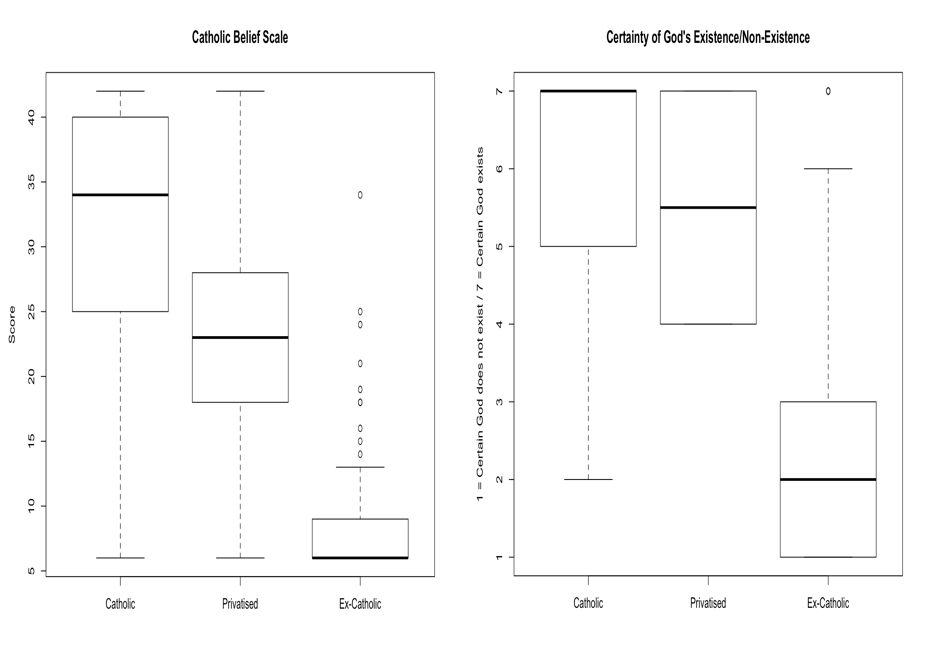 Catholic Belief Scale
Score
40
35
30
25
20
15
10
5
Catholic
Privatised
Ex-Catholic
Certainty of God's Existence/Non-Existence
1 = Certain God does not exist / 7 = Certain God exists
7
6
5
4
3
2
1
Catholic
Privatised
Ex-Catholic